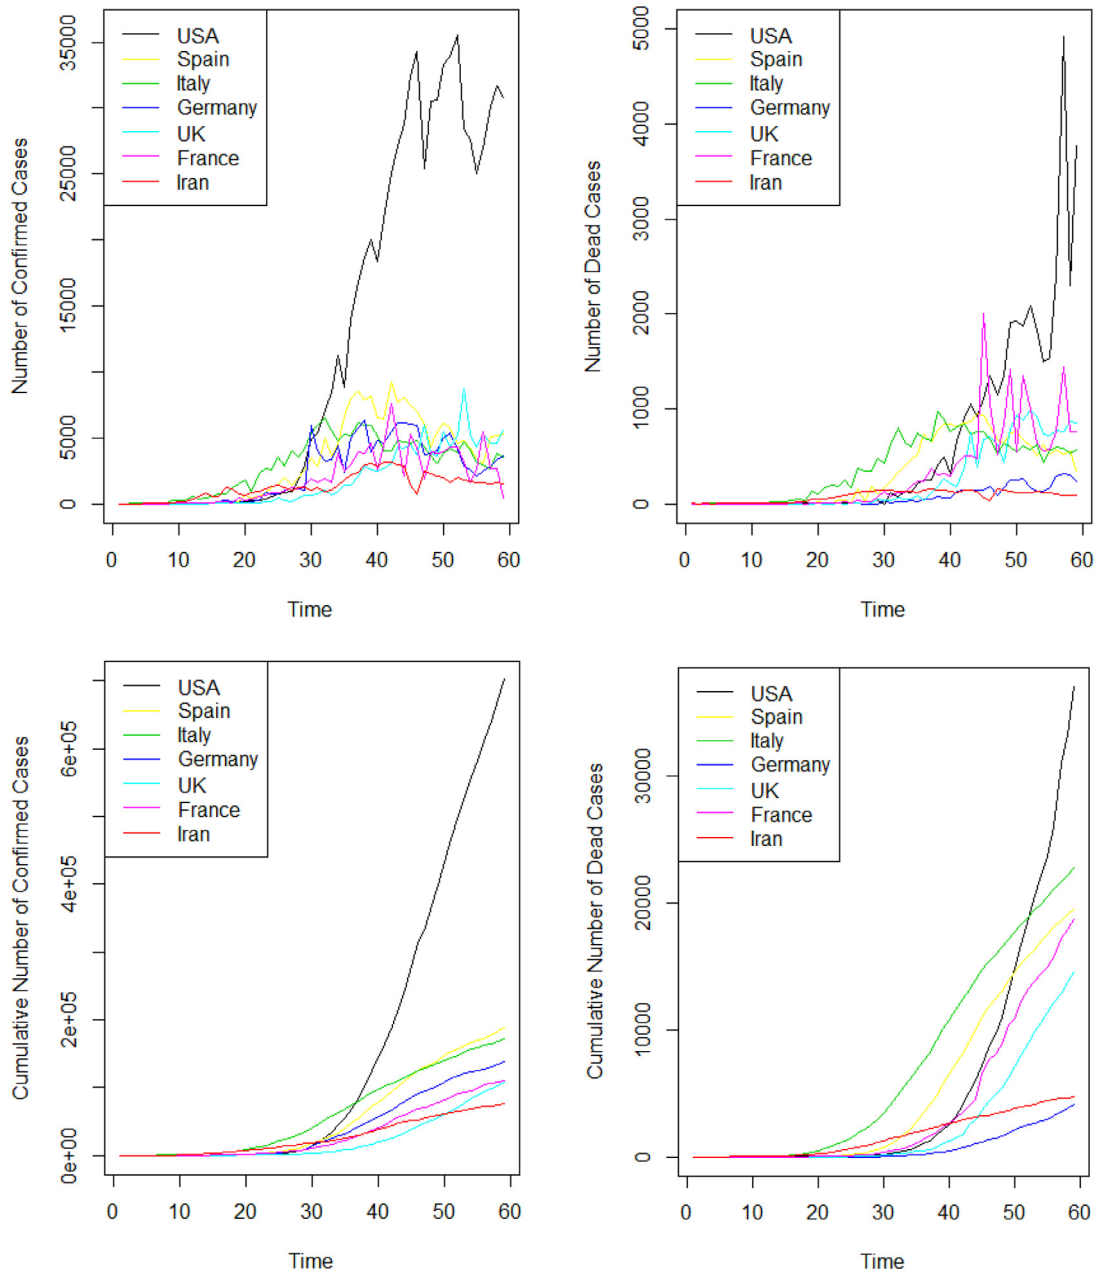 Number of Confirmed Cases
0
5000
15000
25000
35000
USA
Spain
Italy
Germany
UK
France
Iran
0 10 20 30 40 50 60
Time
Number of Dead Cases
0
1000
2000
3000
4000
5000
USA
Spain
Italy
Germany
UK
France
Iran
0 10 20 30 40 50 60
Time
Cumulative Number of Confirmed Cases
0e+00
2e+05
4e+05
6e+05
USA
Spain
Italy
Germany
UK
France
Iran
0 10 20 30 40 50 60
Time
Cumulative Number of Dead Cases
0
10000
20000
30000
USA
Spain
Italy
Germany
UK
France
Iran
0 10 20 30 40 50 60
Time